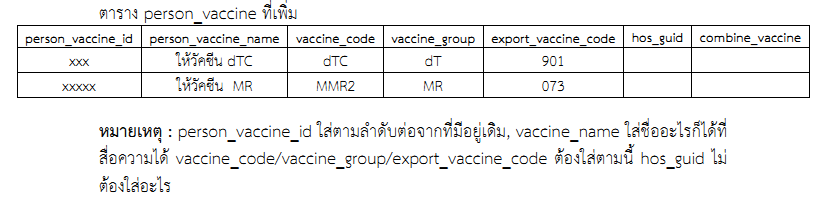 ตาราง person_vaccine ที่เพิ่ม
person_vaccine_id person_vaccine_name vaccine_code vaccine_group export_vaccine_code hos_guid combine_vaccine
xxx ให้วัคซีน dTC dTC dT 901
xxxxx ให้วัคซีน MR MMR2 MR 073
หมายเหตุ : person_vaccine_id ใส่ตามลำดับต่อจากที่มีอยู่เดิม, vaccine_name ใส่ชื่ออะไรก็ได้ที่
สื่อความได้ vaccine_code/vaccine_group/export_vaccine_code ต้องใส่ตามนี้ hos_guid ไม่
ต้องใส่อะไร